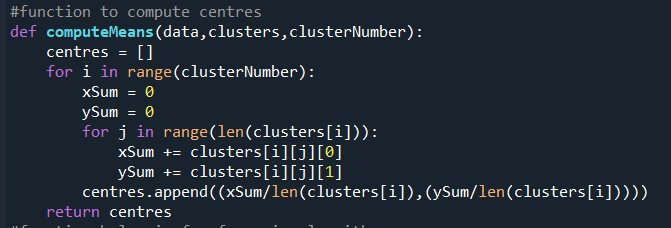 #function to compute centres
def computeMeans(data,clusters,clusterNumber):
    centres = []
    for i in range(clusterNumber):
        xSum = 0
        ySum = 0
        for j in range(len(clusters[i])):
            xSum += clusters[i][j][0]
            ySum += clusters[i][j][1]
        centres.append((xSum/len(clusters[i]),(ySum/len(clusters[i]))))
    return centres